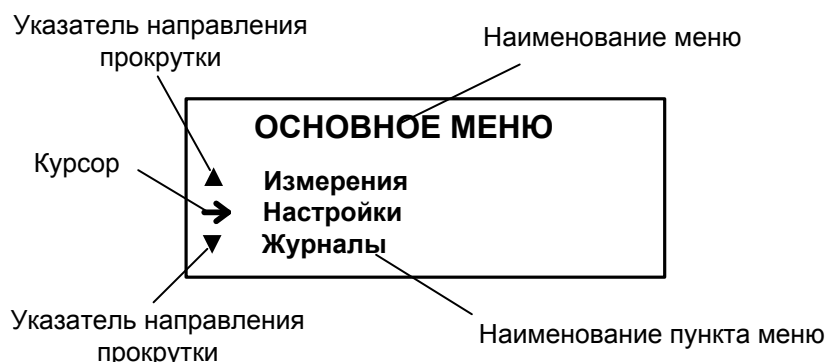 Указатель направления
прокрутки
Наименование меню
ОСНОВНОЕ МЕНЮ
Курсор
Измерения
Настройки
Журналы
Указатель направления
прокрутки
Наименование пункта меню